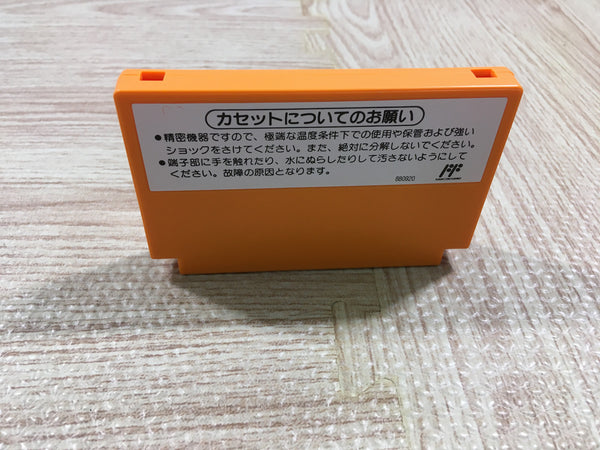 カセットについてのお願い
●精密機器ですので、極端な温度条件下での使用や保管および強い
ショックをさけてください。また、絶対に分解しないでください。
●端子部に手を触れたり、水にぬらしたりして汚さないようにして
ください。故障の原因となります。
880920